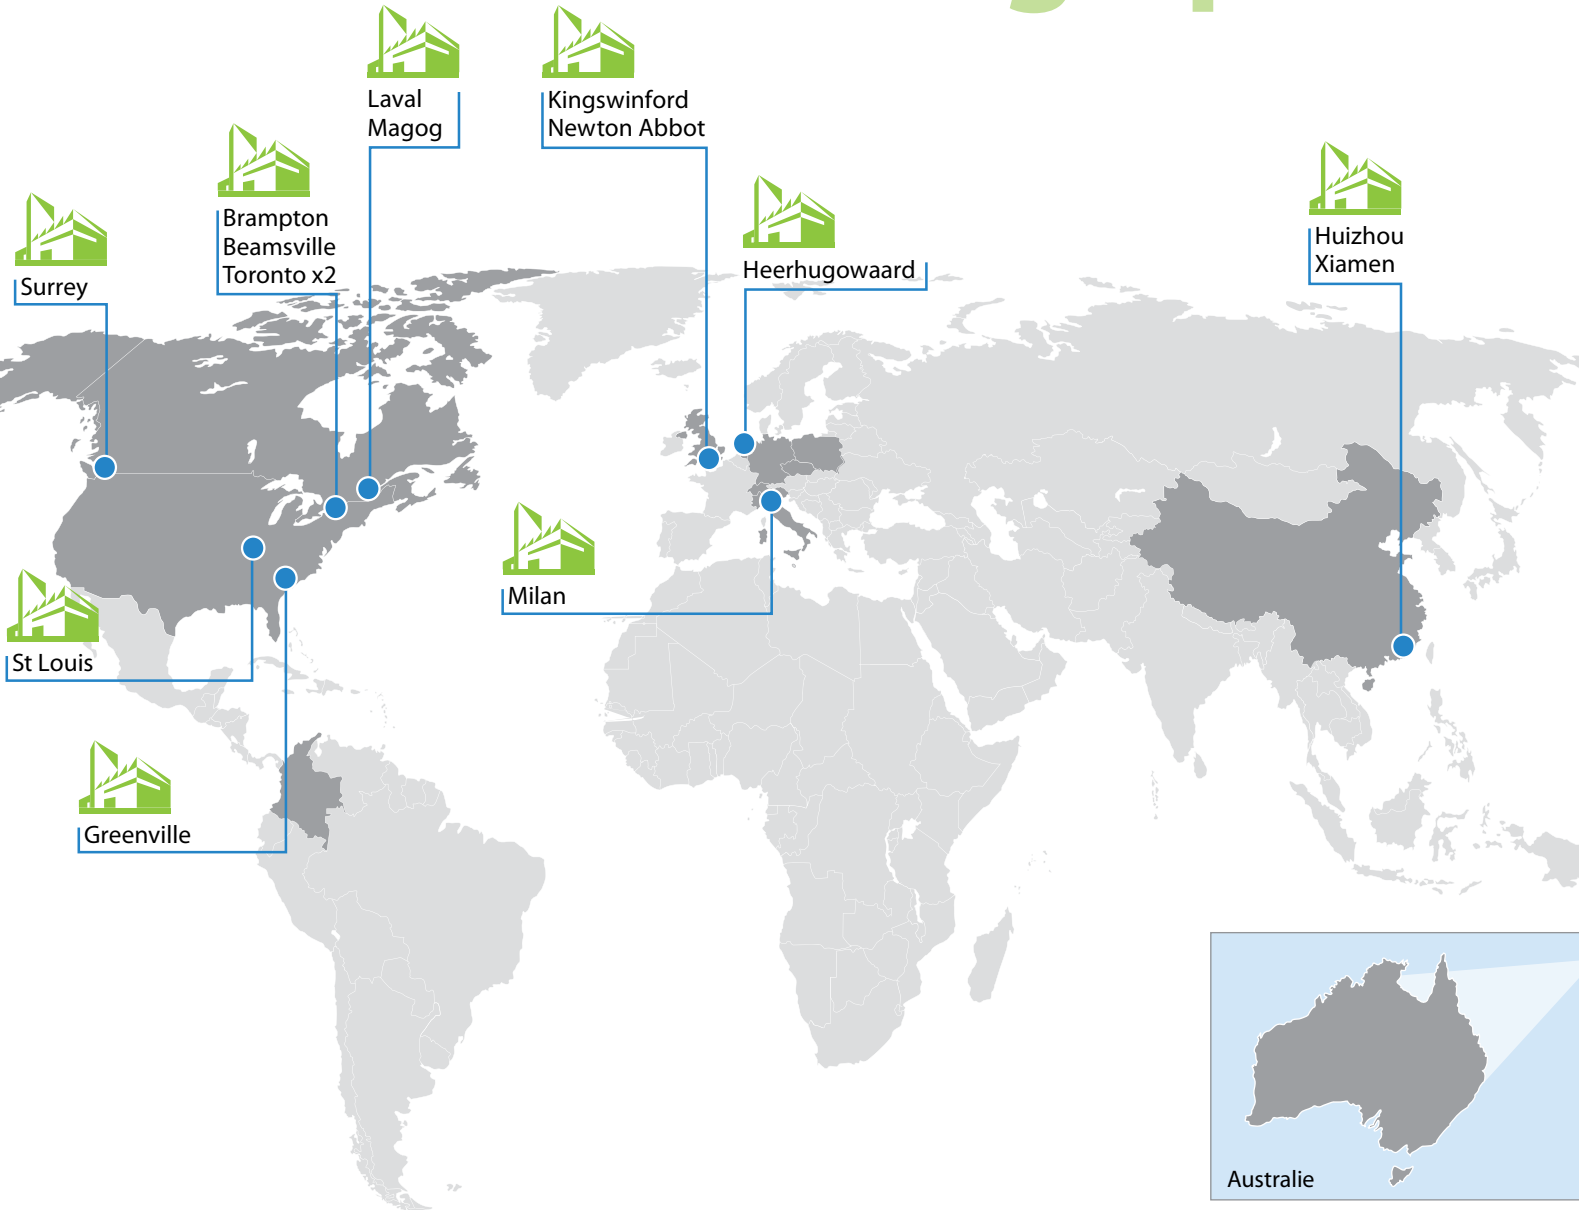 Laval
Magog
Kingswinford
Newton Abbot
Brampton
Beamsville
Toronto x2
Surrey
Heerhugowaard
Huizhou
Xiamen
Milan
St Louis
Greenville
Australie